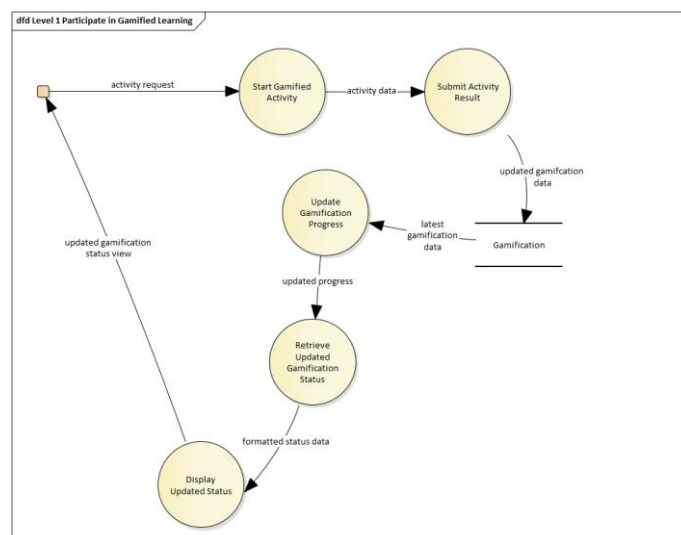 dfd Level 1 Participate in Gamified Learning
activity request
Start Gamified
Activity
activity data
Submit Activity
Result
updated gamifcation
data
Update
Gamification
Progress
latest
gamification
data
Gamification
updated gamification
status view
updated progress
Retrieve
Updated
Gamification
Status
formatted status data
Display
Updated Status